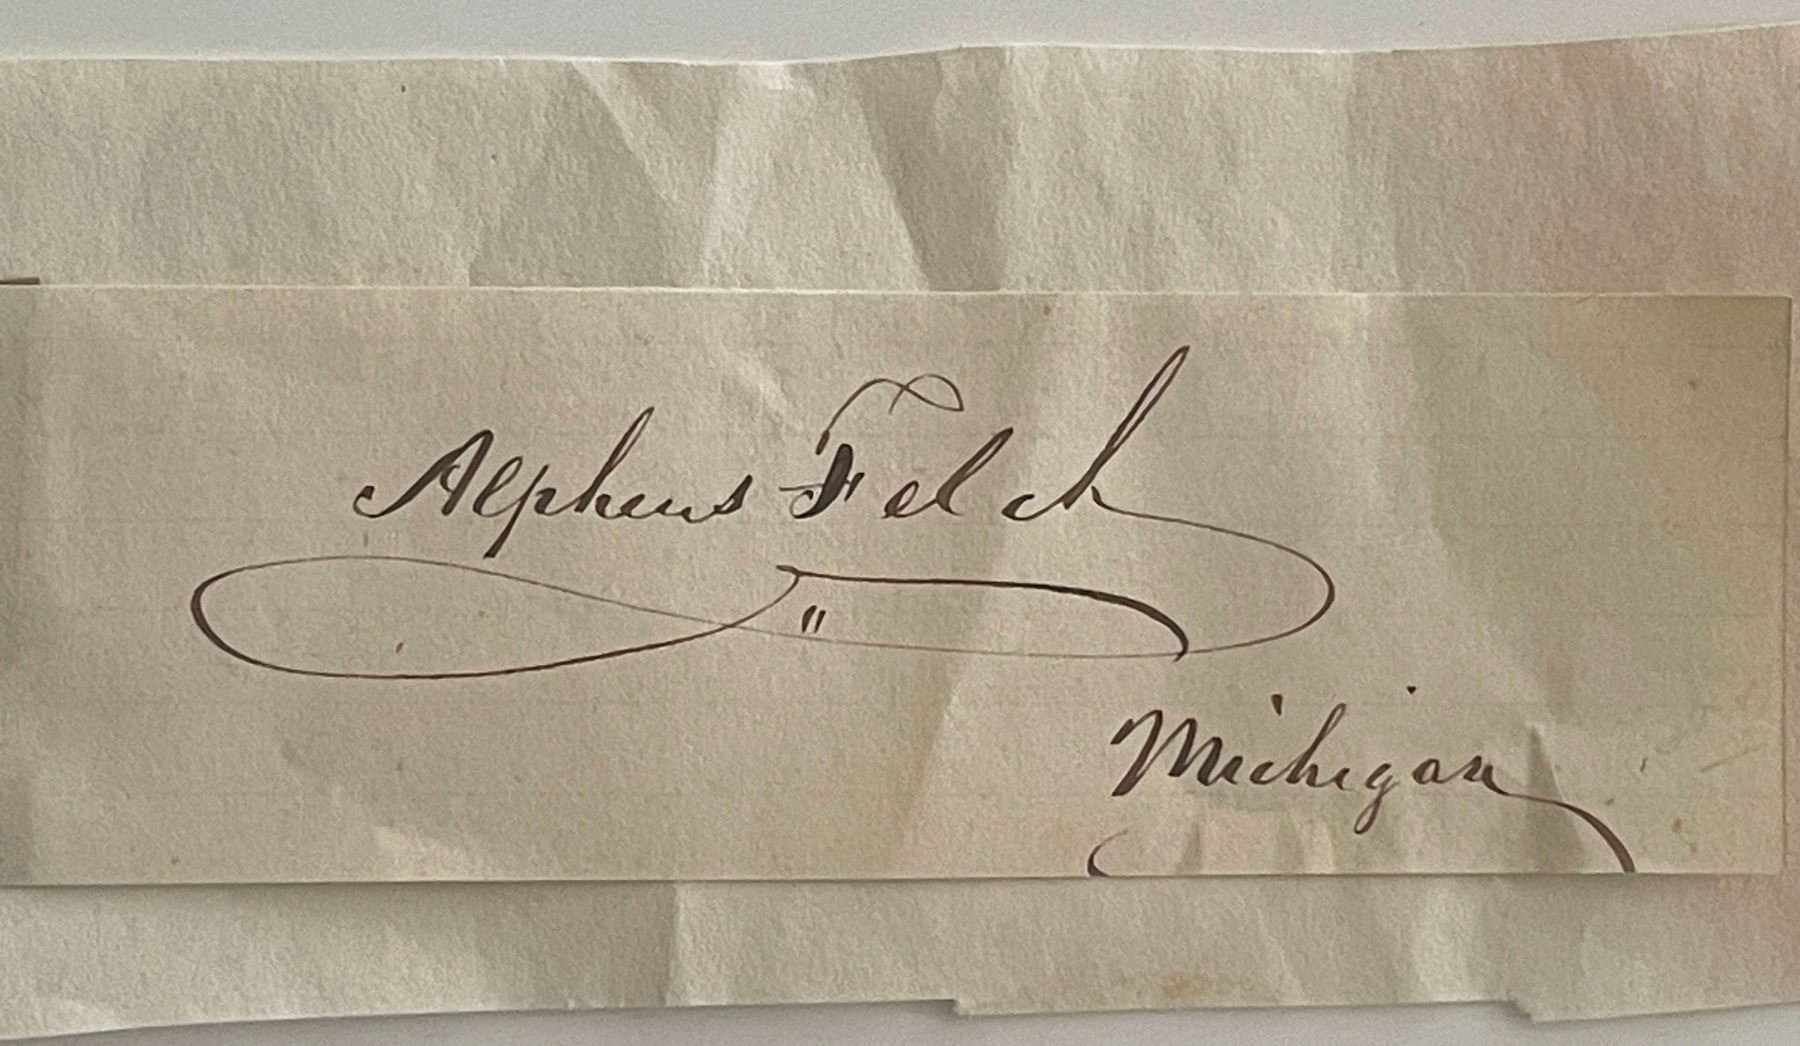 Alpheus Felch
"
Michigan